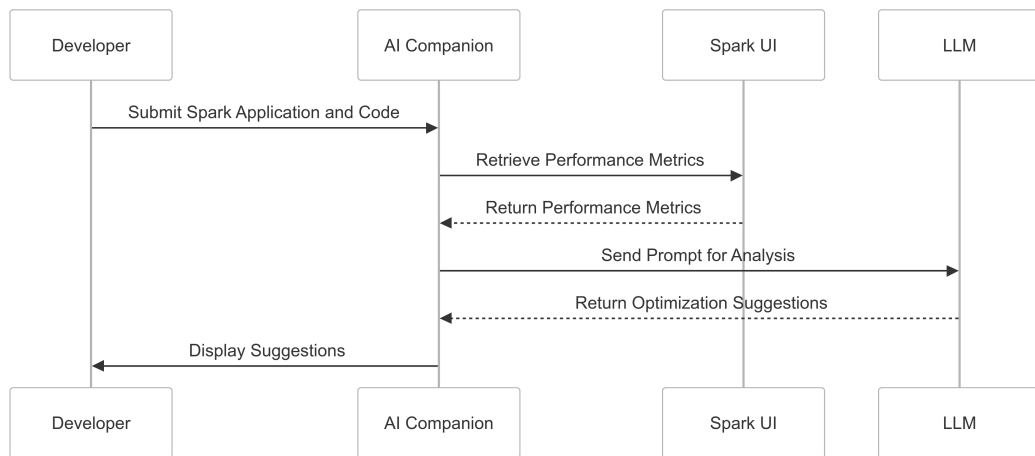 Developer
AI Companion
Spark UI
LLM
Submit Spark Application and Code
Retrieve Performance Metrics
Return Performance Metrics
Send Prompt for Analysis
Return Optimization Suggestions
Display Suggestions
Developer
AI Companion
Spark UI
LLM